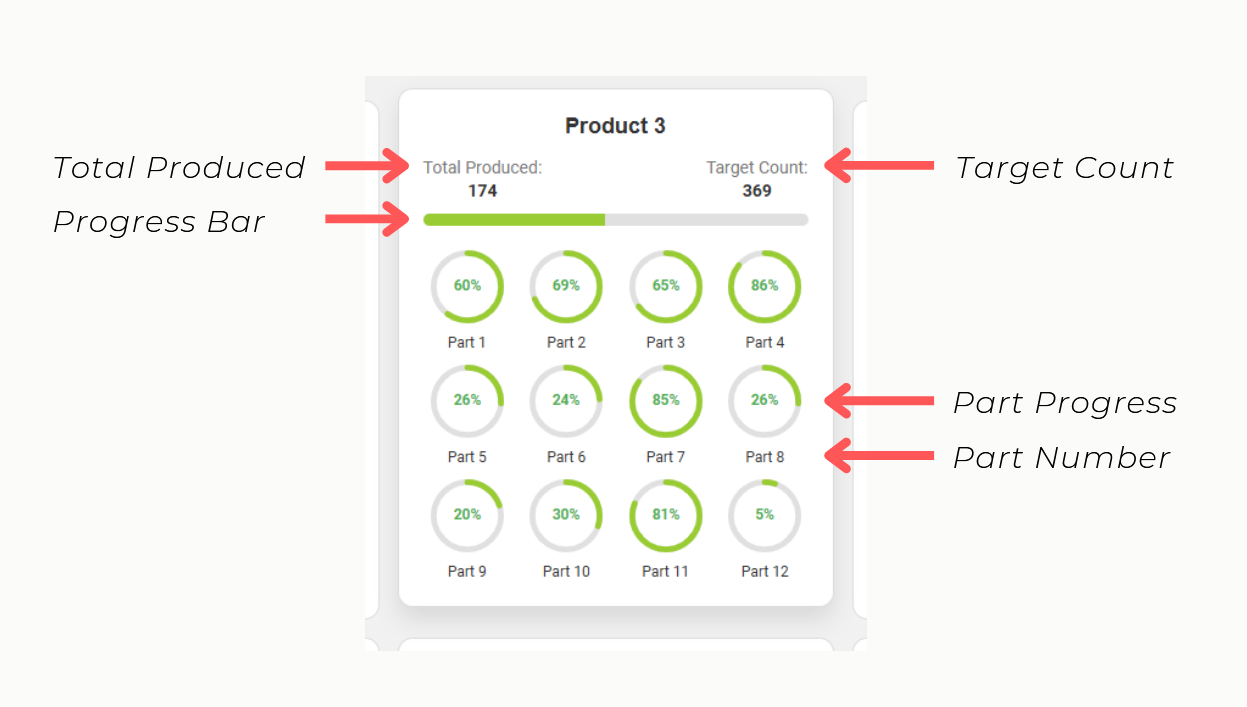 Product 3
Total Produced
Total Produced:
Target Count:
Target Count
174
369
Progress Bar
60%
69%
65%
86%
Part 1
Part 2
Part 3
Part 4
26%
24%
85%
26%
Part Progress
Part 5
Part 6
Part 7
Part 8
Part Number
20%
30%
81%
5%
Part 9
Part 10
Part 11
Part 12